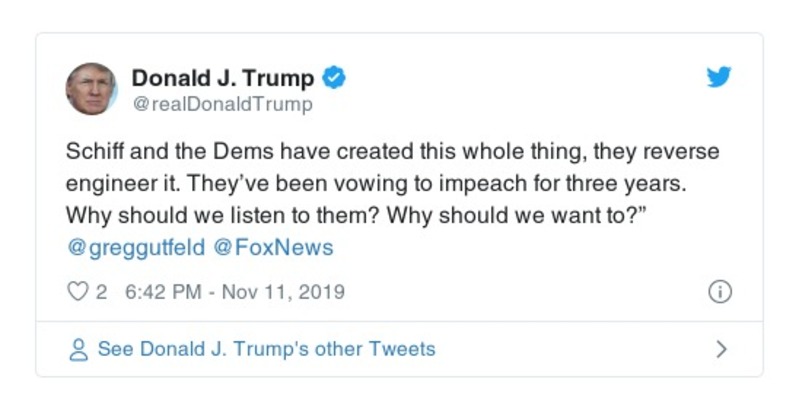 Donald J. Trump
@realDonaldTrump
Schiff and the Dems have created this whole thing, they reverse
engineer it. They’ve been vowing to impeach for three years.
Why should we listen to them? Why should we want to?”
@greggutfeld @FoxNews
2 6:42 PM - Nov 11, 2019
See Donald J. Trump's other Tweets